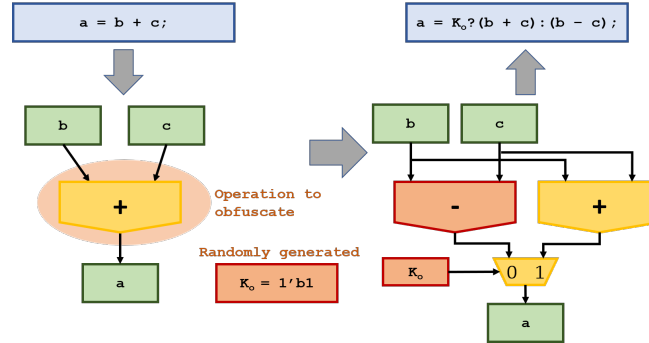 a = b + c;
a = Kₒ?(b + c):(b - c);
b
c
b
c
+
Operation to
obfuscate
-
+
Randomly generated
a
Kₒ = 1’b1
Kₒ
0 1
a